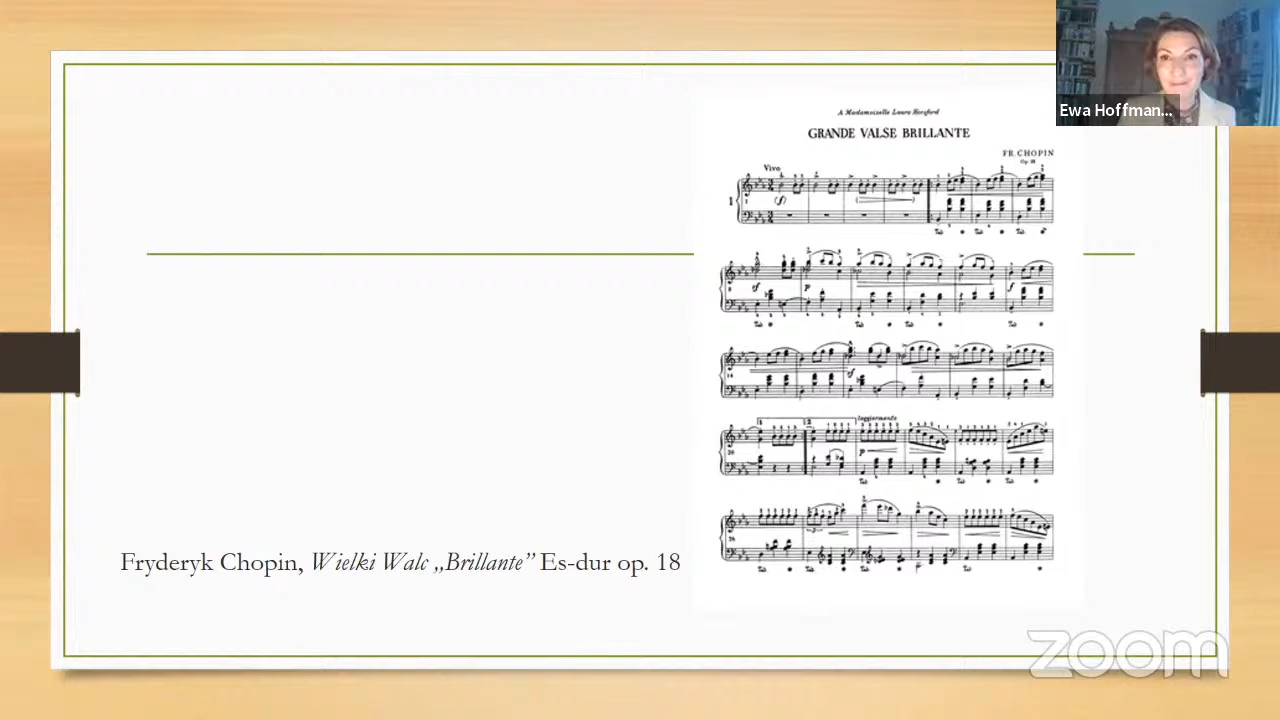 Ewa Hoffman...
A Mademoiselle Laura Horsford
GRANDE VALSE BRILLANTE
FR. CHOPIN
Op. 18
Vivo
1
leggieramente
Fryderyk Chopin, Wielki Walc „Brillante” Es-dur op. 18
zoom